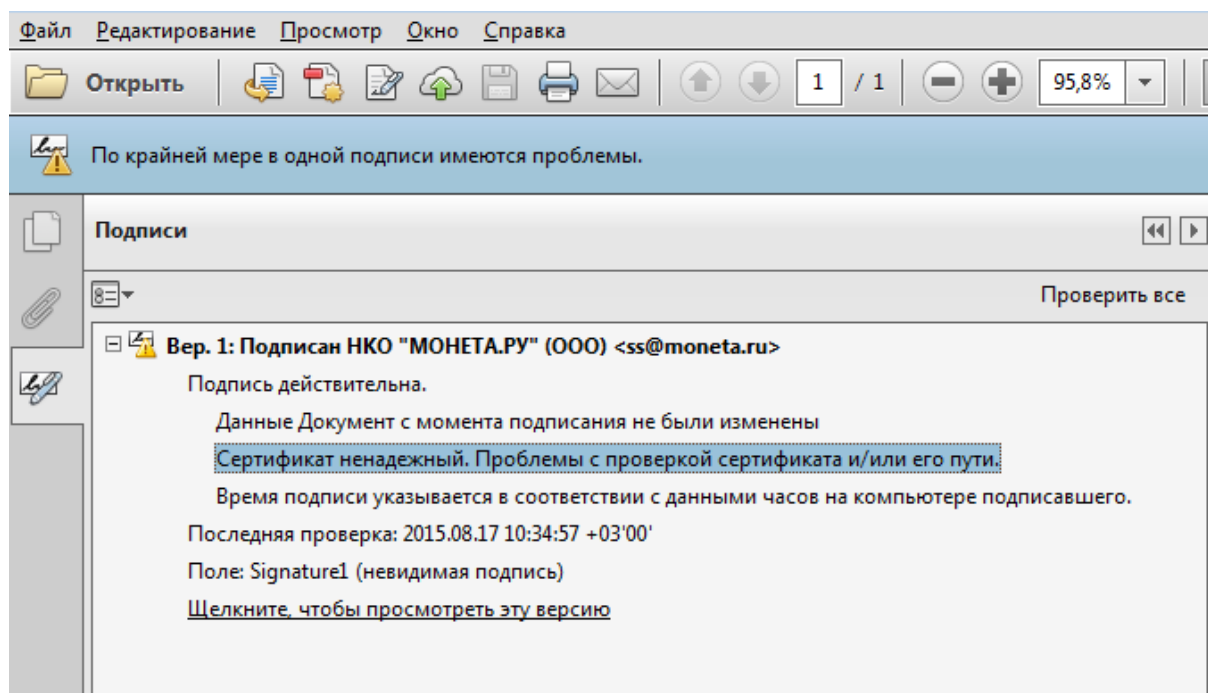 Файл Редактирование Просмотр Окно Справка
Открыть 1 / 1 95,8%
По крайней мере в одной подписи имеются проблемы.
Подписи
Проверить все
Вер. 1: Подписан НКО "МОНЕТА.РУ" (ООО) <ss@moneta.ru>
Подпись действительна.
Данные Документ с момента подписания не были изменены
Сертификат ненадежный. Проблемы с проверкой сертификата и/или его пути.
Время подписи указывается в соответствии с данными часов на компьютере подписавшего.
Последняя проверка: 2015.08.17 10:34:57 +03'00'
Поле: Signature1 (невидимая подпись)
Щелкните, чтобы просмотреть эту версию